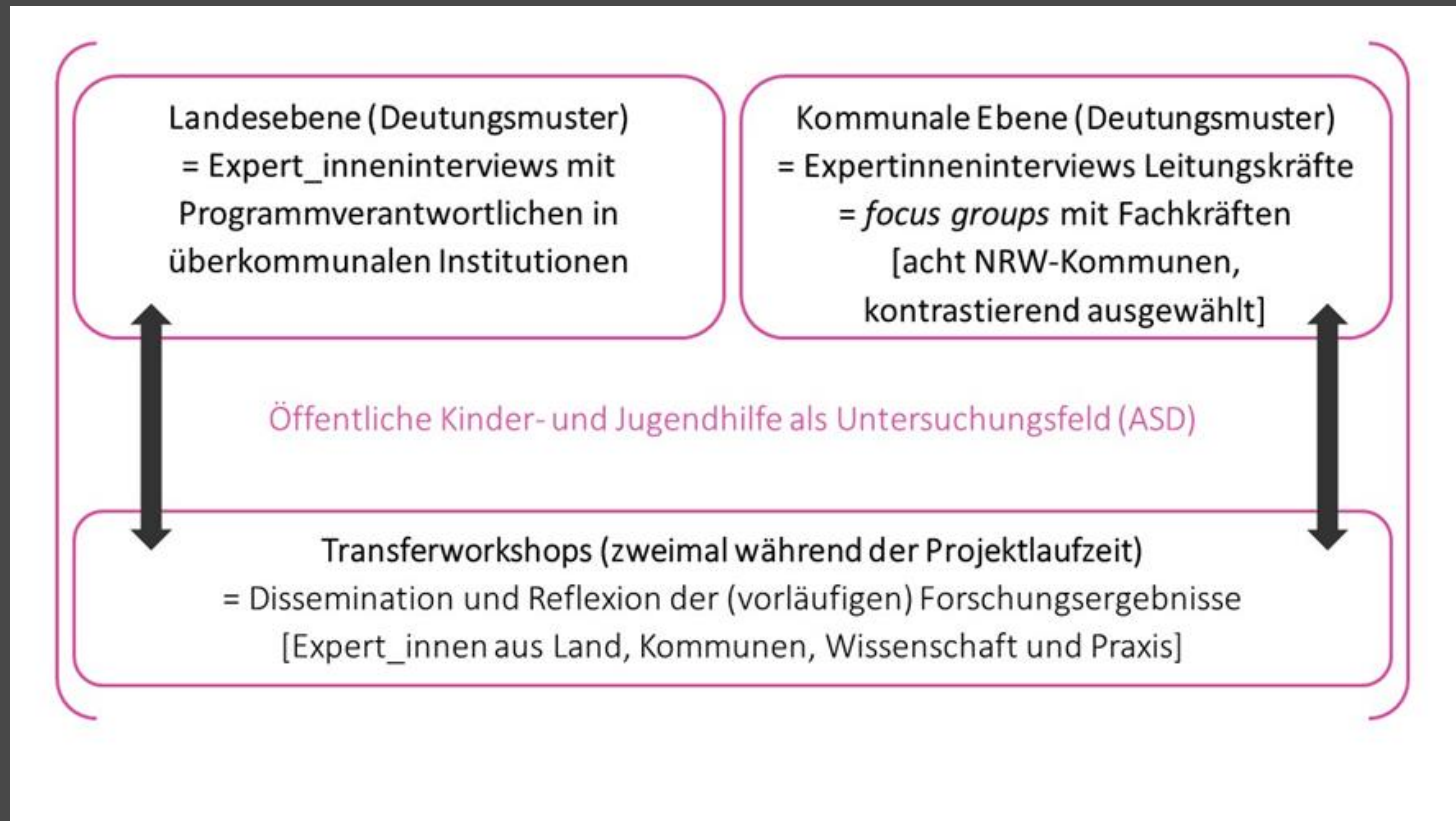 Landesebene (Deutungsmuster)
= Expert_inneninterviews mit
Programmverantwortlichen in
überkommunalen Institutionen
Kommunale Ebene (Deutungsmuster)
= Expertinneninterviews Leitungskräfte
= focus groups mit Fachkräften
[acht NRW-Kommunen,
kontrastierend ausgewählt]
Öffentliche Kinder- und Jugendhilfe als Untersuchungsfeld (ASD)
Transferworkshops (zweimal während der Projektlaufzeit)
= Dissemination und Reflexion der (vorläufigen) Forschungsergebnisse
[Expert_innen aus Land, Kommunen, Wissenschaft und Praxis]